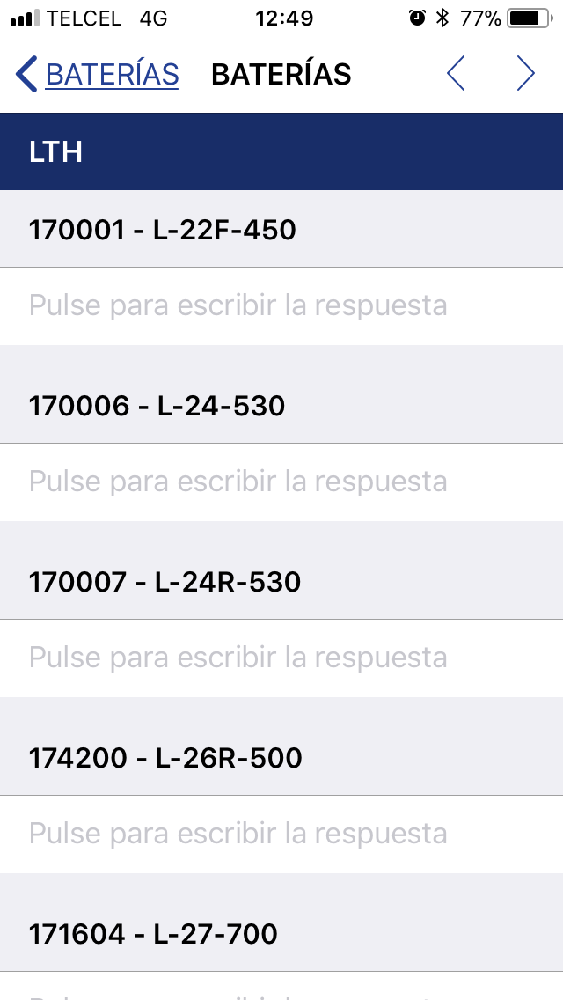 TELCEL 4G 12:49 77%
BATERÍAS BATERÍAS
LTH
170001 - L-22F-450
Pulse para escribir la respuesta
170006 - L-24-530
Pulse para escribir la respuesta
170007 - L-24R-530
Pulse para escribir la respuesta
174200 - L-26R-500
Pulse para escribir la respuesta
171604 - L-27-700